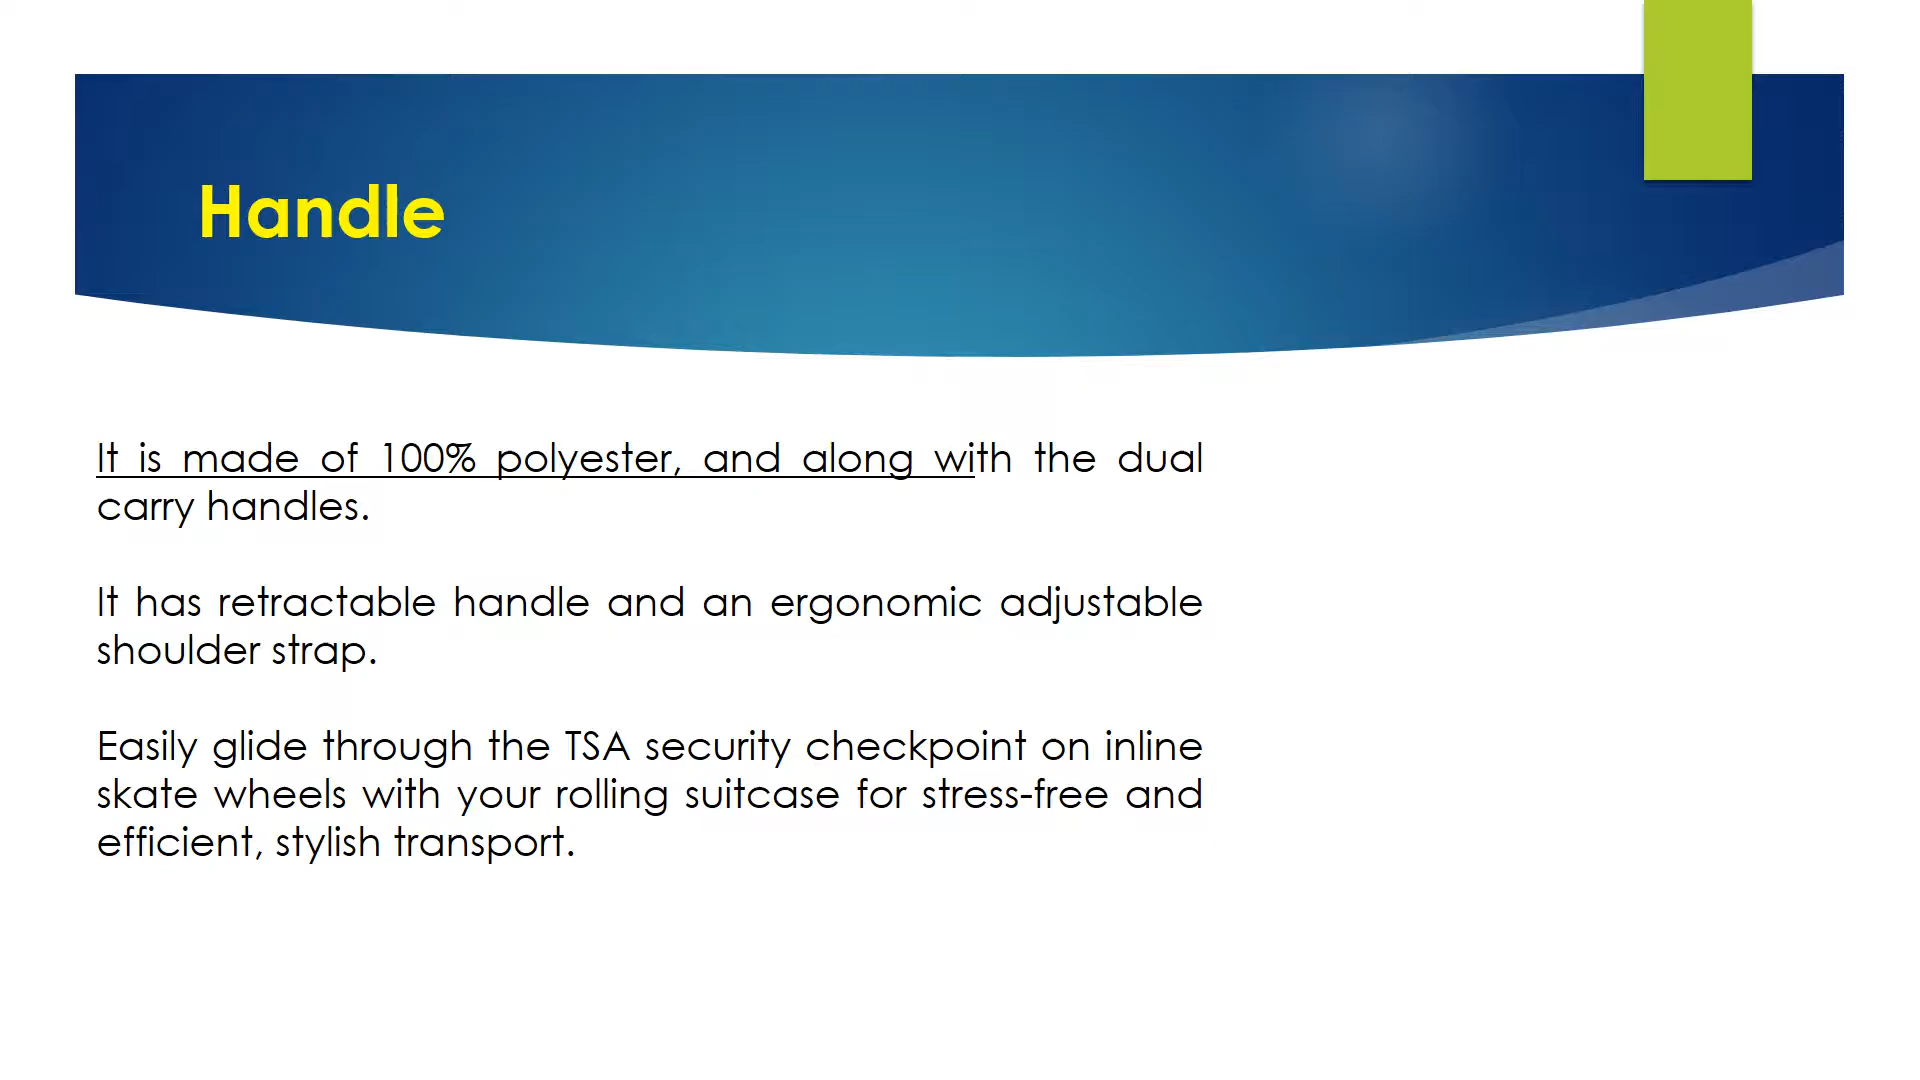 Handle
It is made of 100% polyester, and along with the dual
carry handles.
It has retractable handle and an ergonomic adjustable
shoulder strap.
Easily glide through the TSA security checkpoint on inline
skate wheels with your rolling suitcase for stress-free and
efficient, stylish transport.